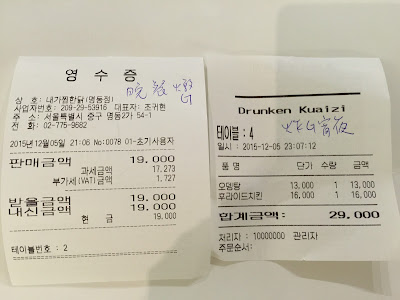 영 수 증
晚餐
상 호: 내가찜한닭(명동점)
사업자번호: 209-29-53916 대표자: 조귀현
주 소: 서울특별시 중구 명동2가 54-1
전 화: 02-775-9682
2015년12월05일 21:06 No:0078 01-초기사용자
판매금액 19,000
과세금액 17,273
부가세(VAT)금액 1,727
받을금액 19,000
내신금액 19,000
현 금 19,000
테이블번호 : 2
Drunken Kuaizi
테이블 : 4
宵夜
일시 : 2015-12-05 23:07:12
품 명 단가 수량 금액
오뎅탕 13,000 1 13,000
후라이드치킨 16,000 1 16,000
합계금액: 29,000
처리자 : 10000000 관리자
주문순서: